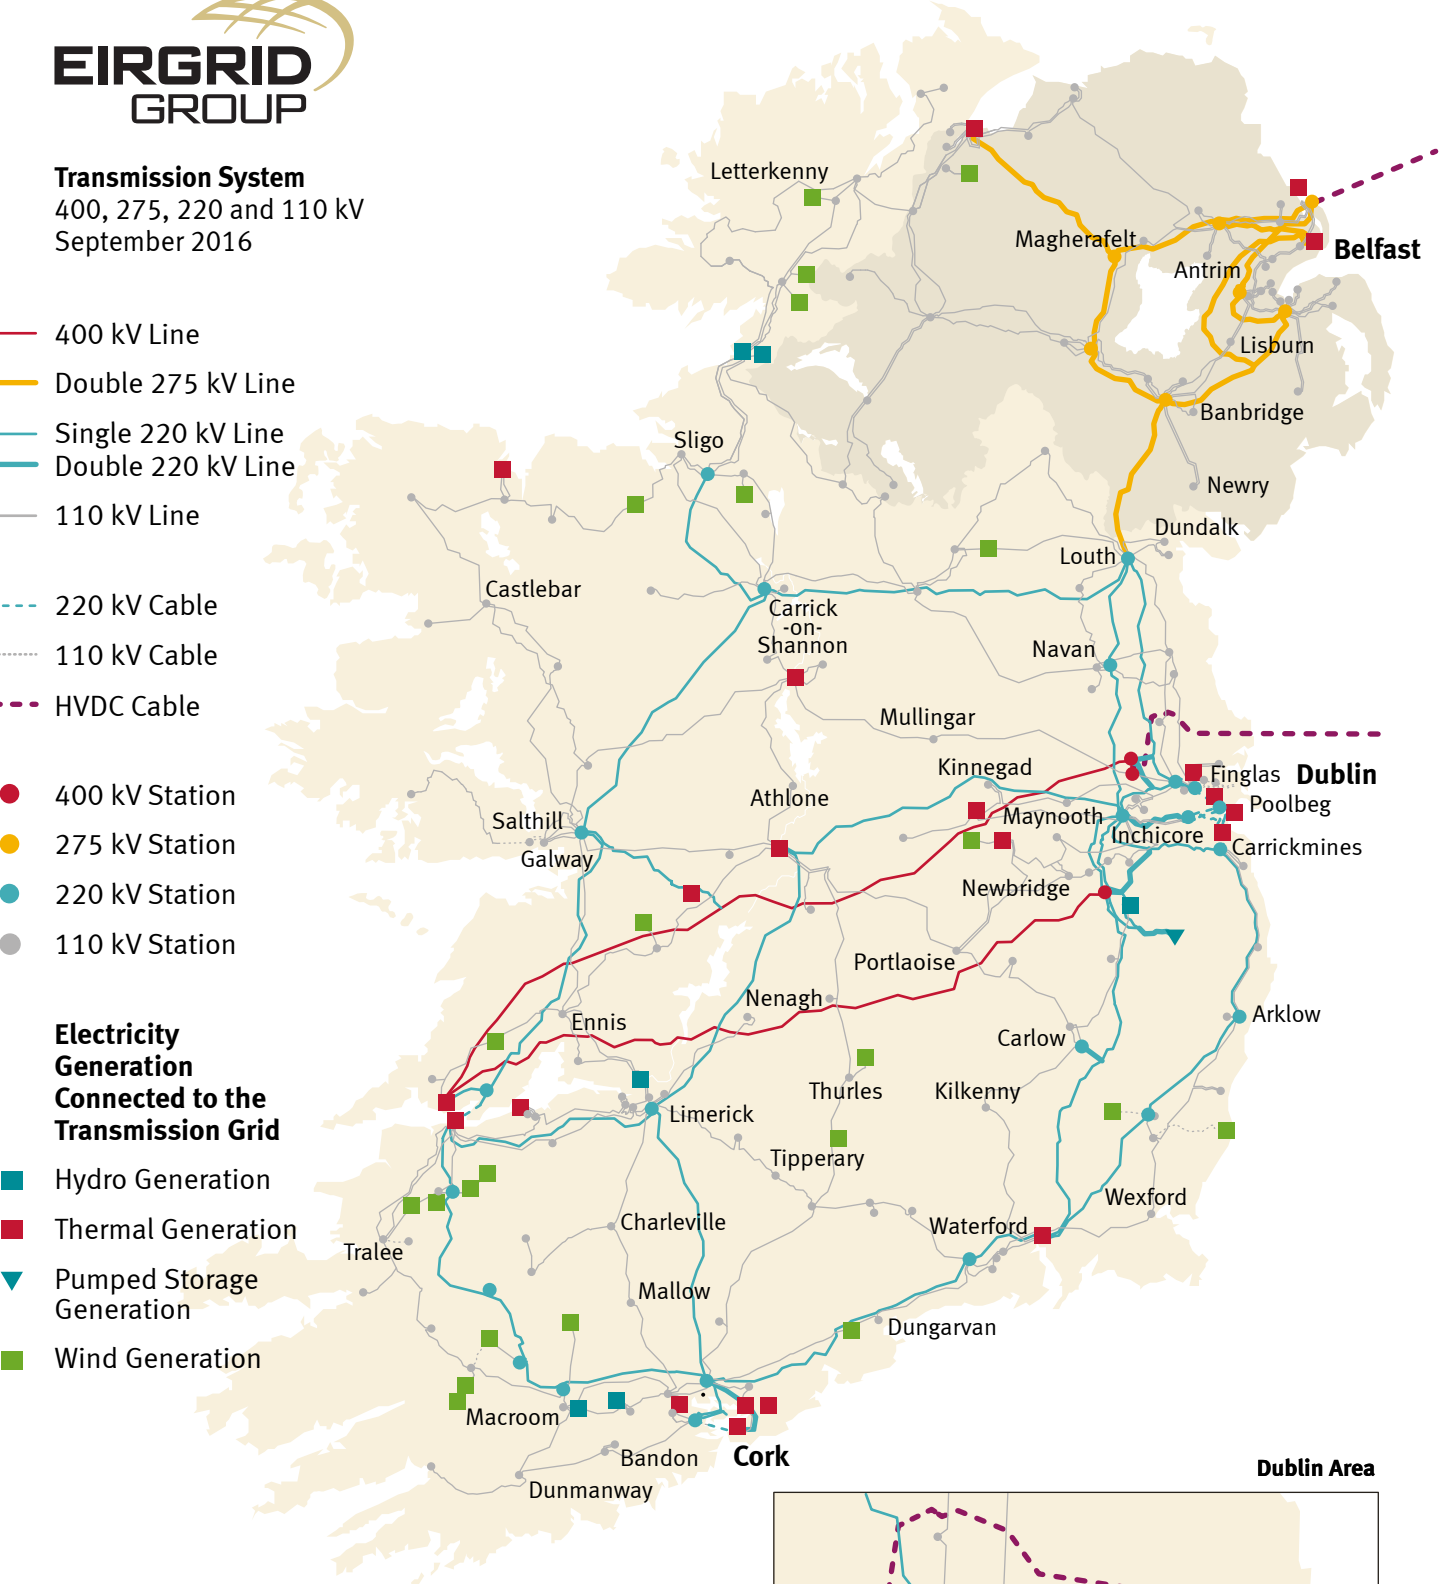 EIRGRID
GROUP
Transmission System
400, 275, 220 and 110 kV
September 2016
400 kV Line
Double 275 kV Line
Single 220 kV Line
Double 220 kV Line
110 kV Line
220 kV Cable
110 kV Cable
HVDC Cable
400 kV Station
275 kV Station
220 kV Station
110 kV Station
Electricity
Generation
Connected to the
Transmission Grid
Hydro Generation
Thermal Generation
Pumped Storage
Generation
Wind Generation
Letterkenny
Magherafelt
Belfast
Antrim
Lisburn
Banbridge
Sligo
Newry
Dundalk
Louth
Castlebar
Carrick
-on-
Shannon
Navan
Mullingar
Kinnegad
Finglas
Dublin
Athlone
Poolbeg
Maynooth
Salthill
Inchicore
Galway
Carrickmines
Newbridge
Portlaoise
Nenagh
Ennis
Arklow
Carlow
Thurles
Kilkenny
Limerick
Tipperary
Wexford
Charleville
Waterford
Tralee
Mallow
Dungarvan
Macroom
Bandon
Cork
Dunmanway
Dublin Area